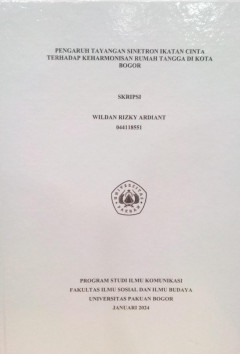 PENGARUH TAYANGAN SINETRON IKATAN CINTA
TERHADAP KEHARMONISAN RUMAH TANGGA DI KOTA
BOGOR
SKRIPSI
WILDAN RIZKY ARDIANT
044118551
PROGRAM STUDI ILMU KOMUNIKASI
FAKULTAS ILMU SOSIAL DAN ILMU BUDAYA
UNIVERSITAS PAKUAN BOGOR
JANUARI 2024